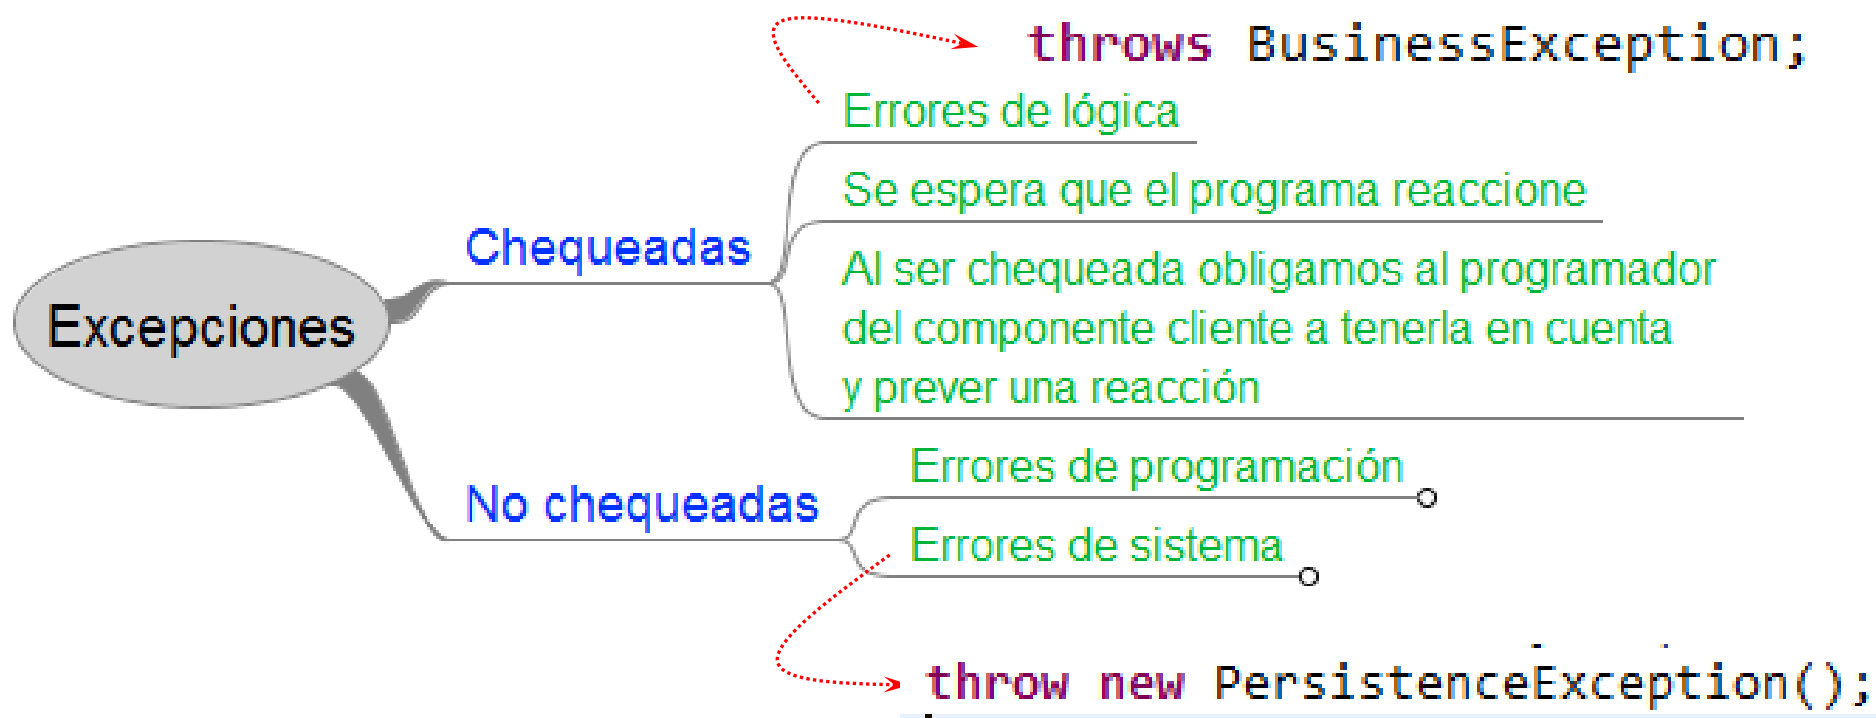 throws BusinessException;
Errores de lógica
Se espera que el programa reaccione
Chequeadas
Al ser chequeada obligamos al programador
del componente cliente a tenerla en cuenta
y prever una reacción
Excepciones
Errores de programación
No chequeadas
Errores de sistema
throw new PersistenceException();